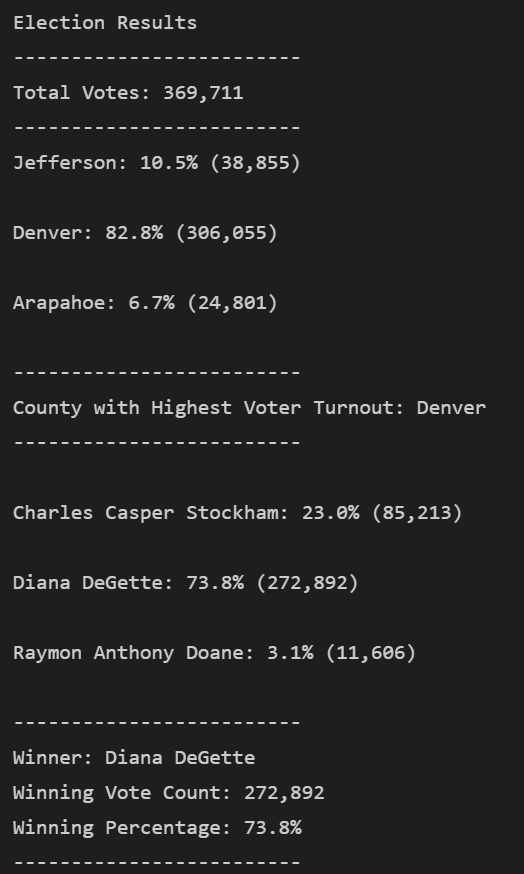 Election Results
-------------------------
Total Votes: 369,711
-------------------------
Jefferson: 10.5% (38,855)
Denver: 82.8% (306,055)
Arapahoe: 6.7% (24,801)
-------------------------
County with Highest Voter Turnout: Denver
-------------------------
Charles Casper Stockham: 23.0% (85,213)
Diana DeGette: 73.8% (272,892)
Raymon Anthony Doane: 3.1% (11,606)
-------------------------
Winner: Diana DeGette
Winning Vote Count: 272,892
Winning Percentage: 73.8%
-------------------------